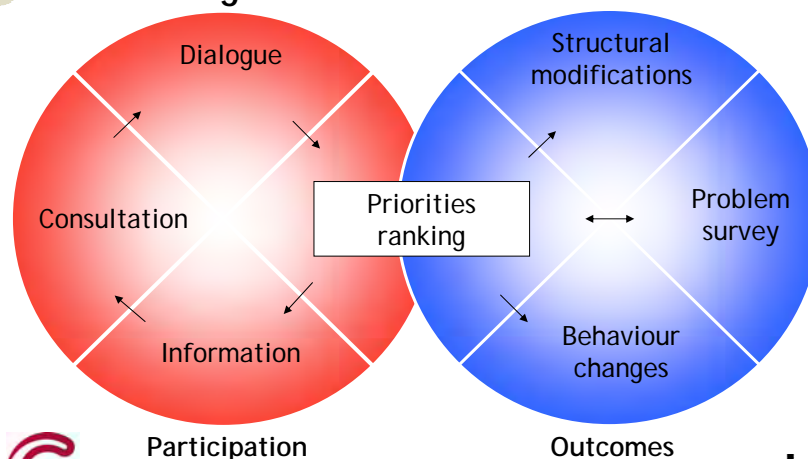 Dialogue
Structural
modifications
Consultation
Priorities
ranking
Problem
survey
Information
Behaviour
changes
Participation
Outcomes